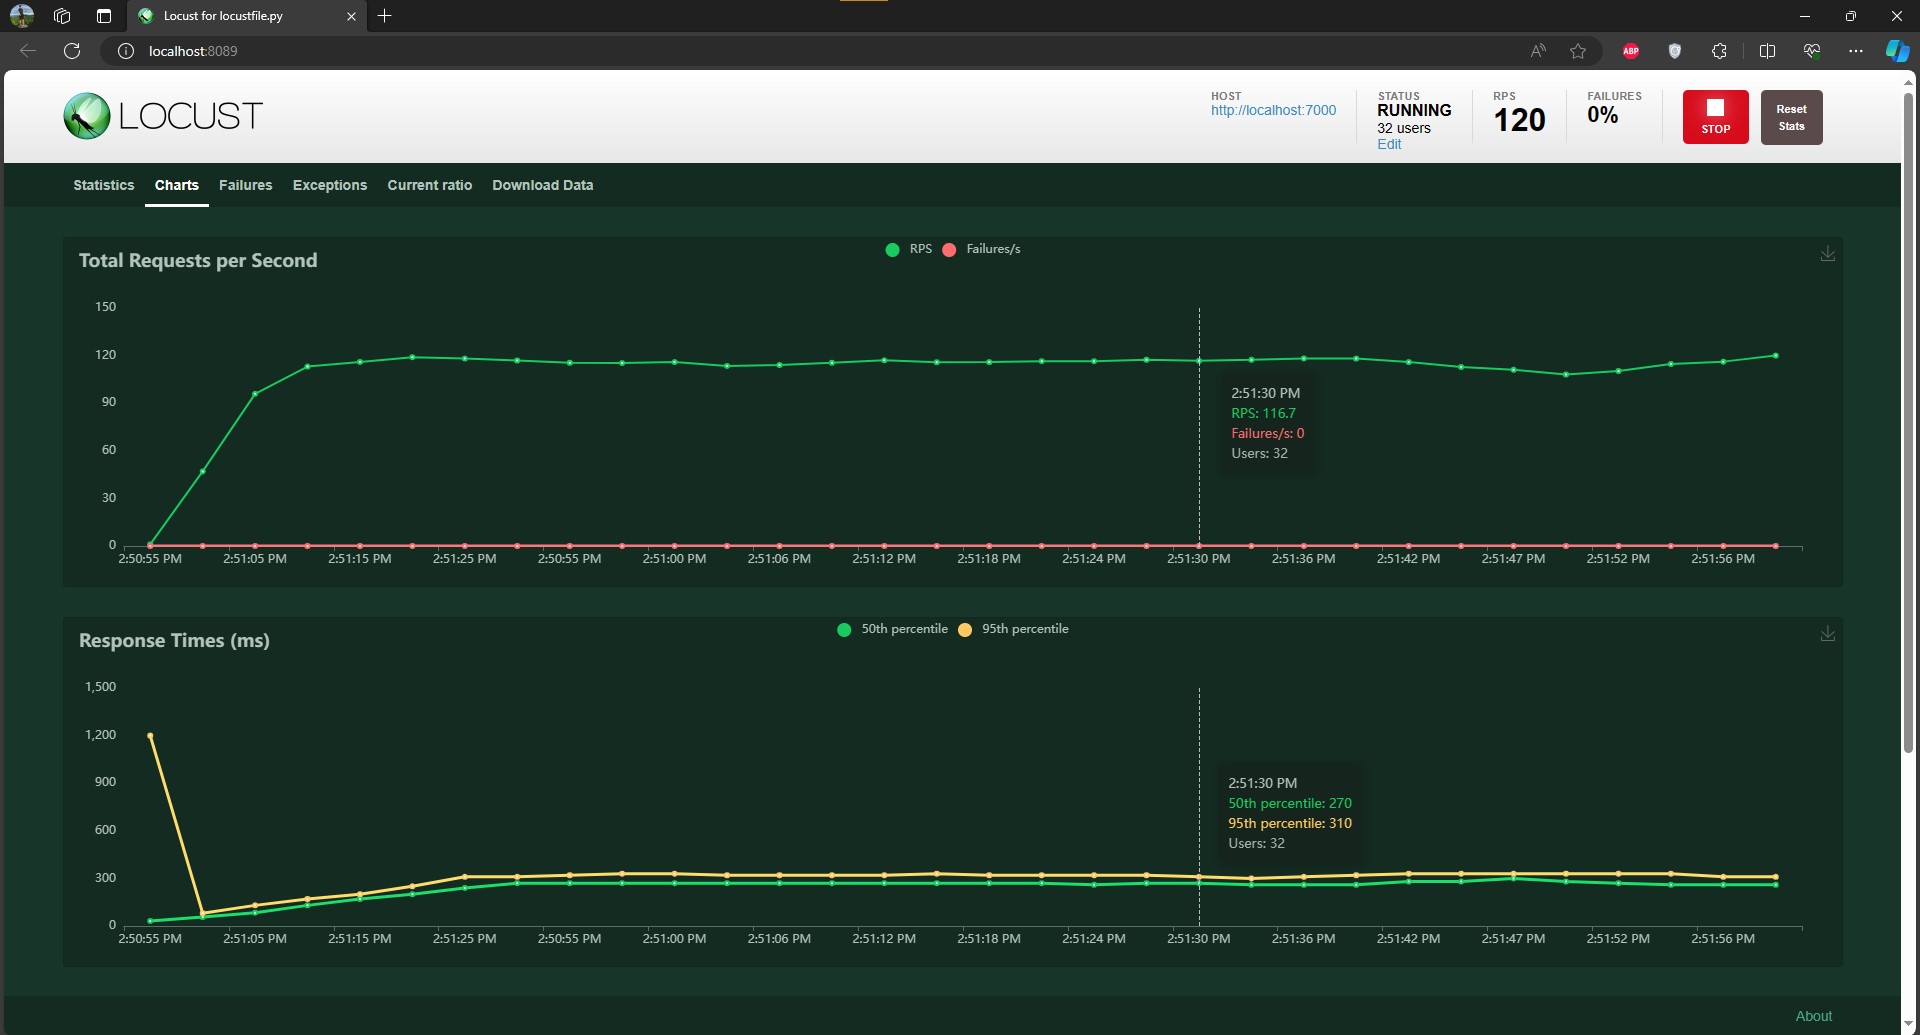 Locust for locustfile.py
localhost:8089
ABP
LOCUST
HOST
http://localhost:7000
STATUS
RUNNING
32 users
Edit
RPS
120
FAILURES
0%
STOP
Reset
Stats
Statistics Charts Failures Exceptions Current ratio Download Data
Total Requests per Second
RPS Failures/s
150
120
90
60
30
0
2:51:30 PM
RPS: 116.7
Failures/s: 0
Users: 32
2:50:55 PM 2:51:05 PM 2:51:15 PM 2:51:25 PM 2:50:55 PM 2:51:00 PM 2:51:06 PM 2:51:12 PM 2:51:18 PM 2:51:24 PM 2:51:30 PM 2:51:36 PM 2:51:42 PM 2:51:47 PM 2:51:52 PM 2:51:56 PM
Response Times (ms)
50th percentile 95th percentile
1,500
1,200
900
600
300
0
2:51:30 PM
50th percentile: 270
95th percentile: 310
Users: 32
2:50:55 PM 2:51:05 PM 2:51:15 PM 2:51:25 PM 2:50:55 PM 2:51:00 PM 2:51:06 PM 2:51:12 PM 2:51:18 PM 2:51:24 PM 2:51:30 PM 2:51:36 PM 2:51:42 PM 2:51:47 PM 2:51:52 PM 2:51:56 PM
About